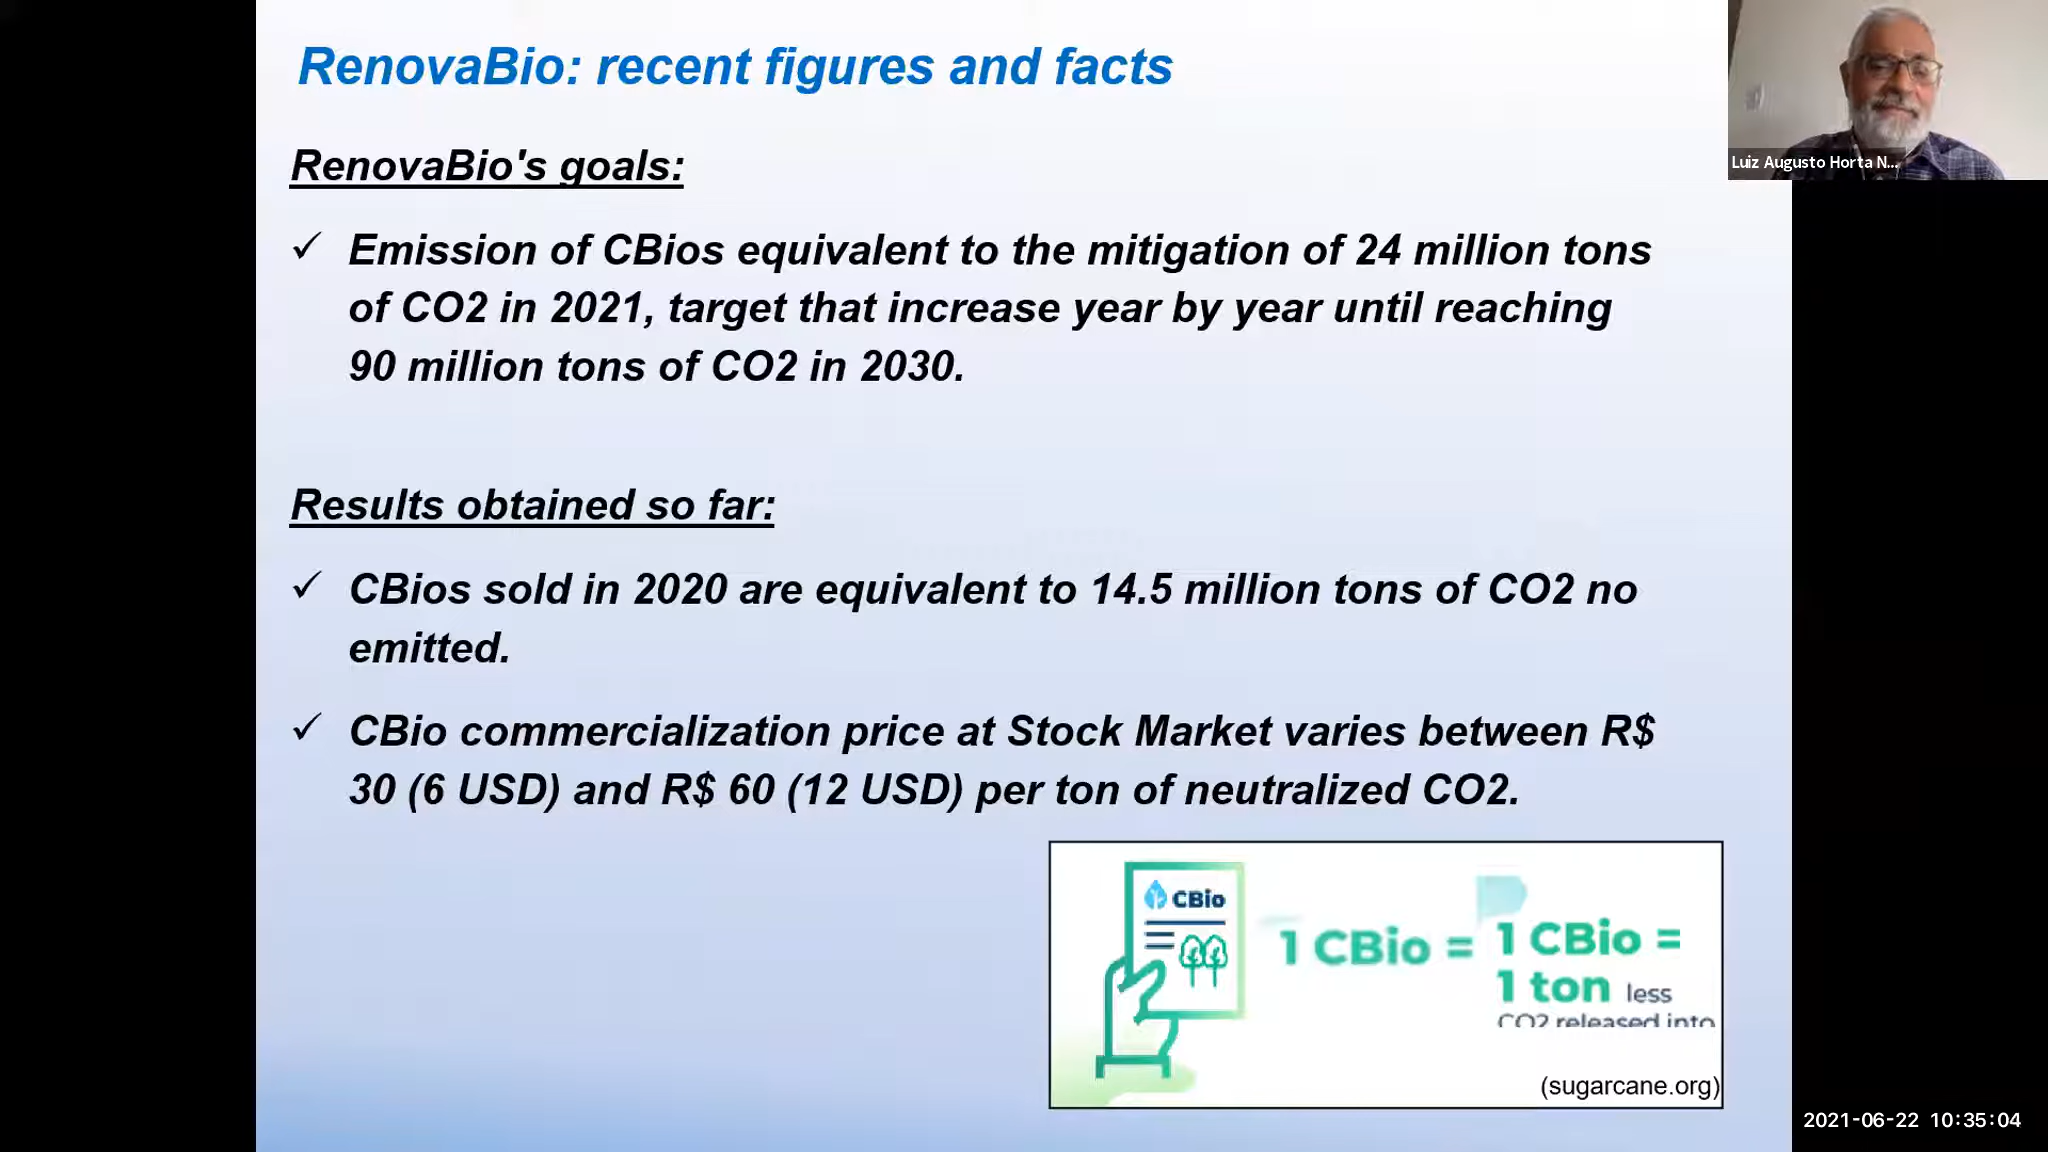 RenovaBio: recent figures and facts
Luiz Augusto Horta N...
RenovaBio's goals:
✓ Emission of CBios equivalent to the mitigation of 24 million tons
of CO2 in 2021, target that increase year by year until reaching
90 million tons of CO2 in 2030.
Results obtained so far:
✓ CBios sold in 2020 are equivalent to 14.5 million tons of CO2 no
emitted.
✓ CBio commercialization price at Stock Market varies between R$
30 (6 USD) and R$ 60 (12 USD) per ton of neutralized CO2.
CBio
1 CBio =
1 CBio =
1 ton less
CO2 released into
(sugarcane.org)
2021-06-22 10:35:04